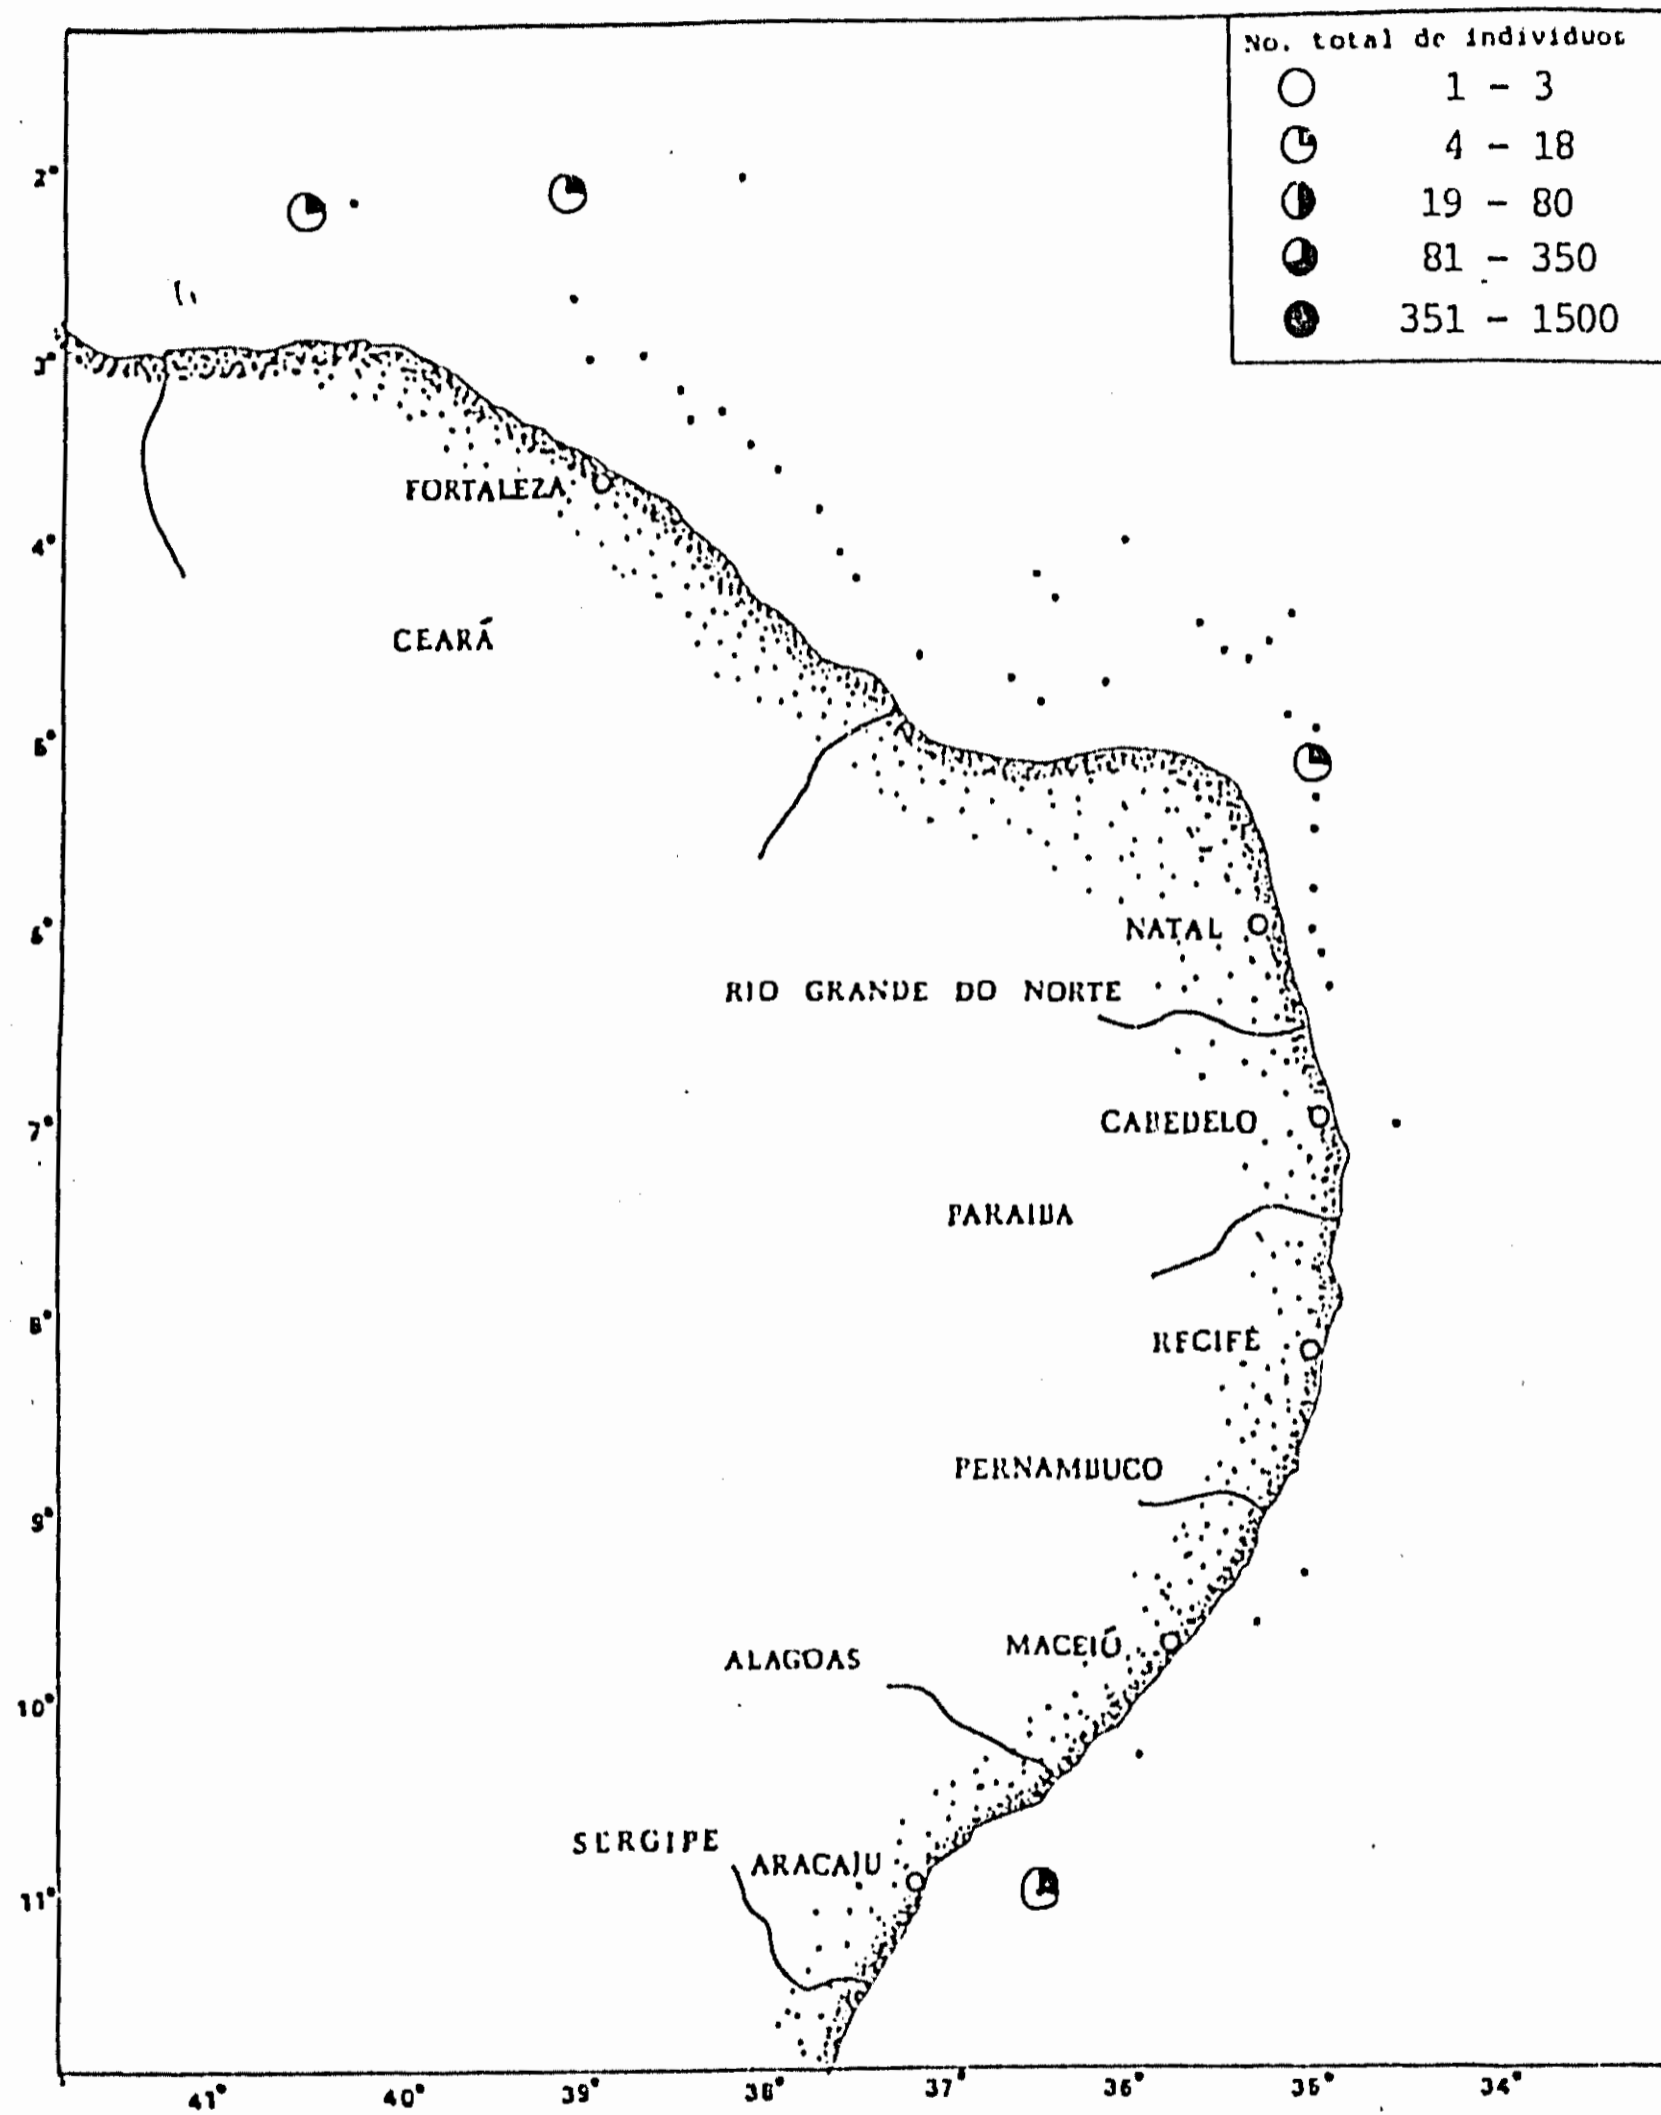 No. total de indivíduos
1 - 3
4 - 18
19 - 80
81 - 350
351 - 1500
2°
3°
FORTALEZA
4°
CEARÁ
5°
NATAL
6°
RIO GRANDE DO NORTE
7°
CABEDELO
PARAIBA
8°
RECIFE
PERNAMBUCO
9°
MACEIÓ
ALAGOAS
10°
SERGIPE
ARACAJU
11°
41° 40° 39° 38° 37° 36° 35° 34°